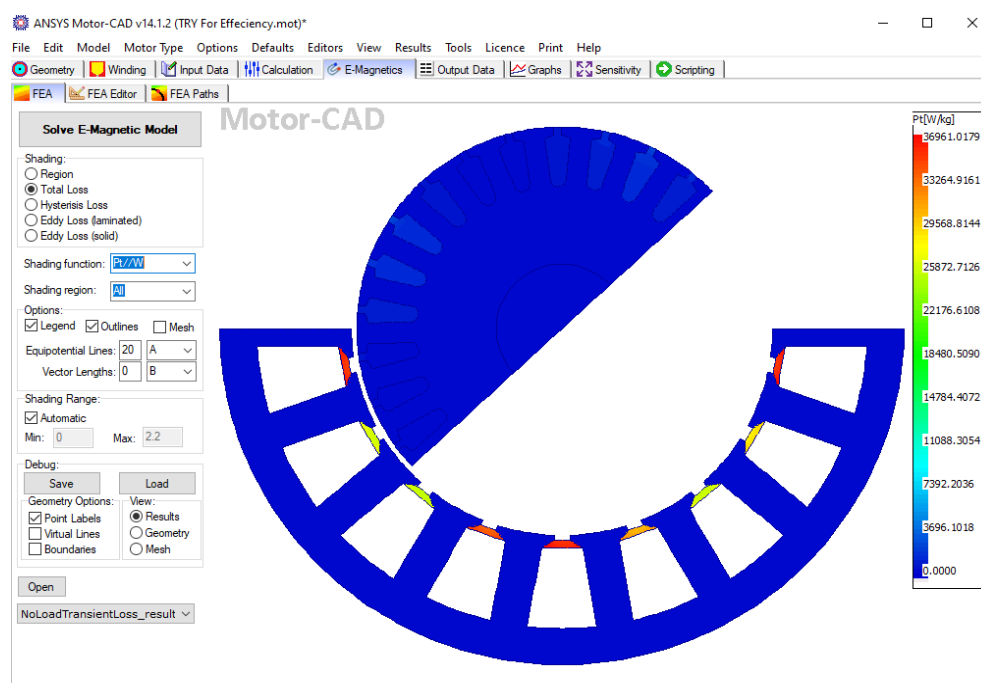 ANSYS Motor-CAD v14.1.2 (TRY For Effeciency.mot)*
File Edit Model Motor Type Options Defaults Editors View Results Tools Licence Print Help
Geometry Winding Input Data Calculation E-Magnetics Output Data Graphs Sensitivity Scripting
FEA FEA Editor FEA Paths
Motor-CAD
Solve E-Magnetic Model
Shading:
Region
Total Loss
Hysterisis Loss
Eddy Loss (laminated)
Eddy Loss (solid)
Shading function: Pt//W
Shading region: All
Options:
Legend Outlines Mesh
Equipotential Lines: 20 A
Vector Lengths: 0 B
Shading Range:
Automatic
Min: 0 Max: 2.2
Debug:
Save Load
Geometry Options: View:
Point Labels Results
Virtual Lines Geometry
Boundaries Mesh
Open
NoLoadTransientLoss_result
Pt[W/kg]
36961.0179
33264.9161
29568.8144
25872.7126
22176.6108
18480.5090
14784.4072
11088.3054
7392.2036
3696.1018
0.0000